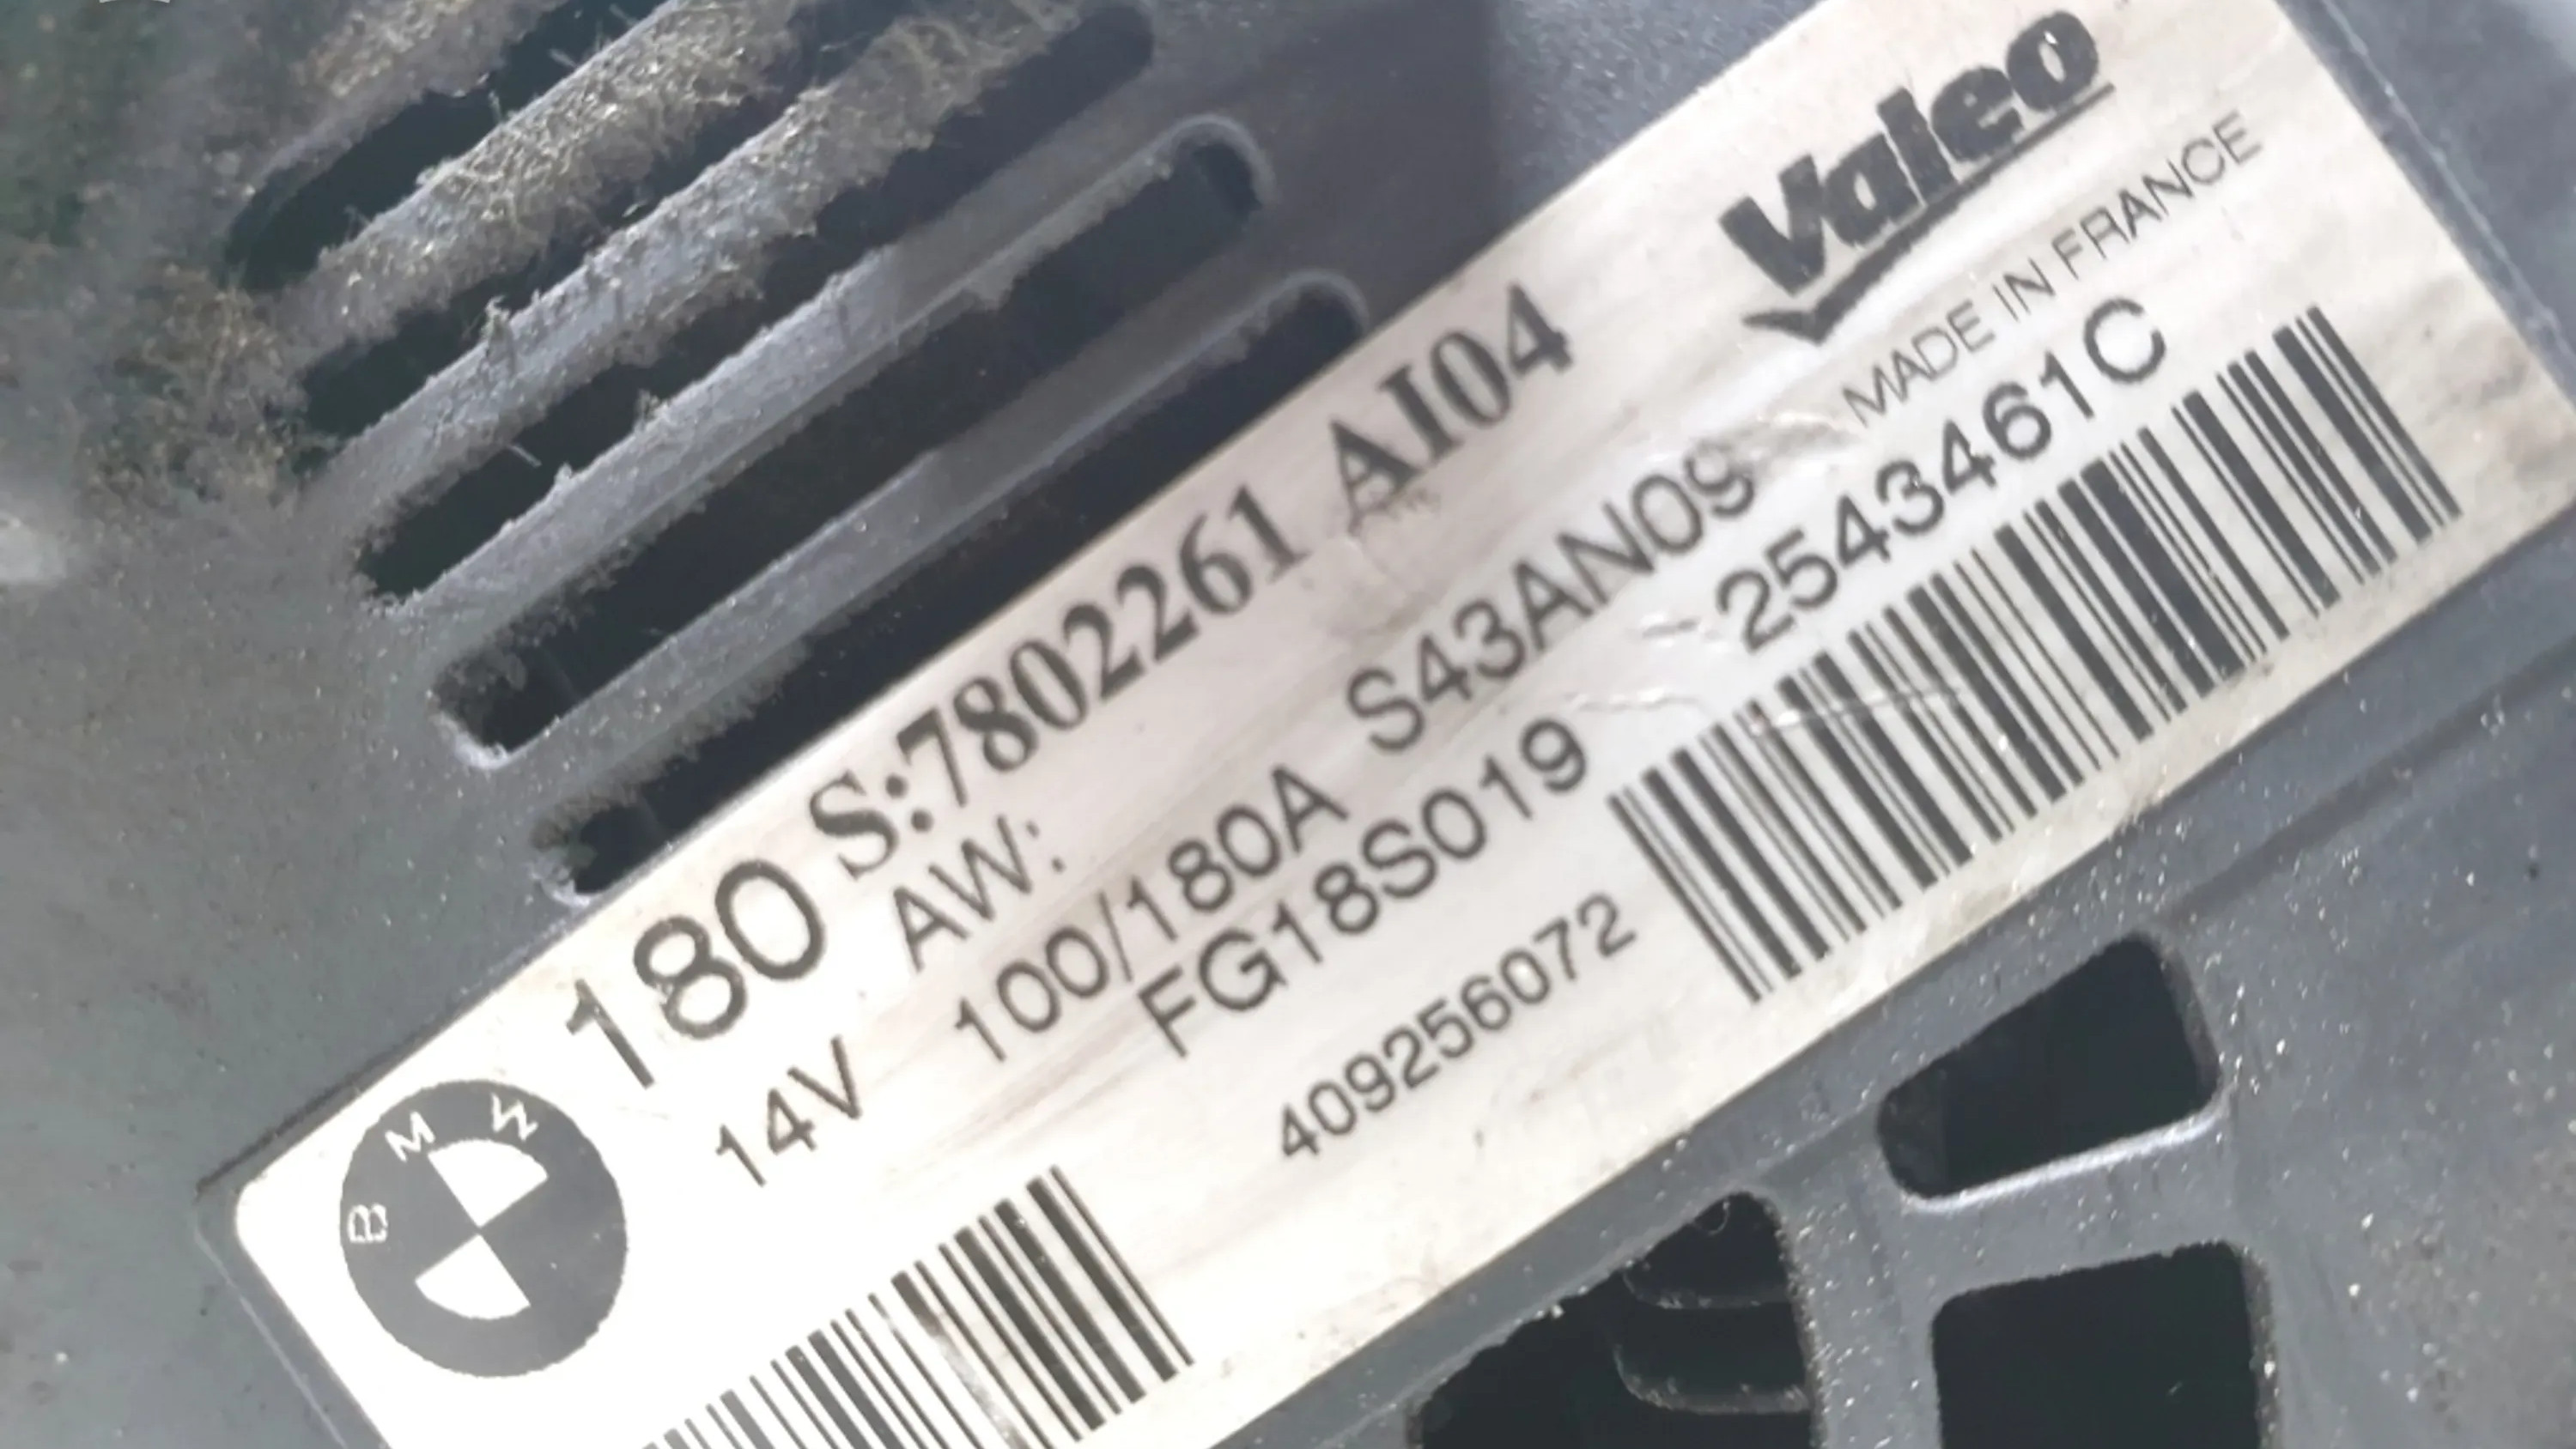 Valeo
MADE IN FRANCE
180 S:7802261 AI04
AW:
14V 100/180A S43AN09
FG18S019 2543461C
409256072
BMW